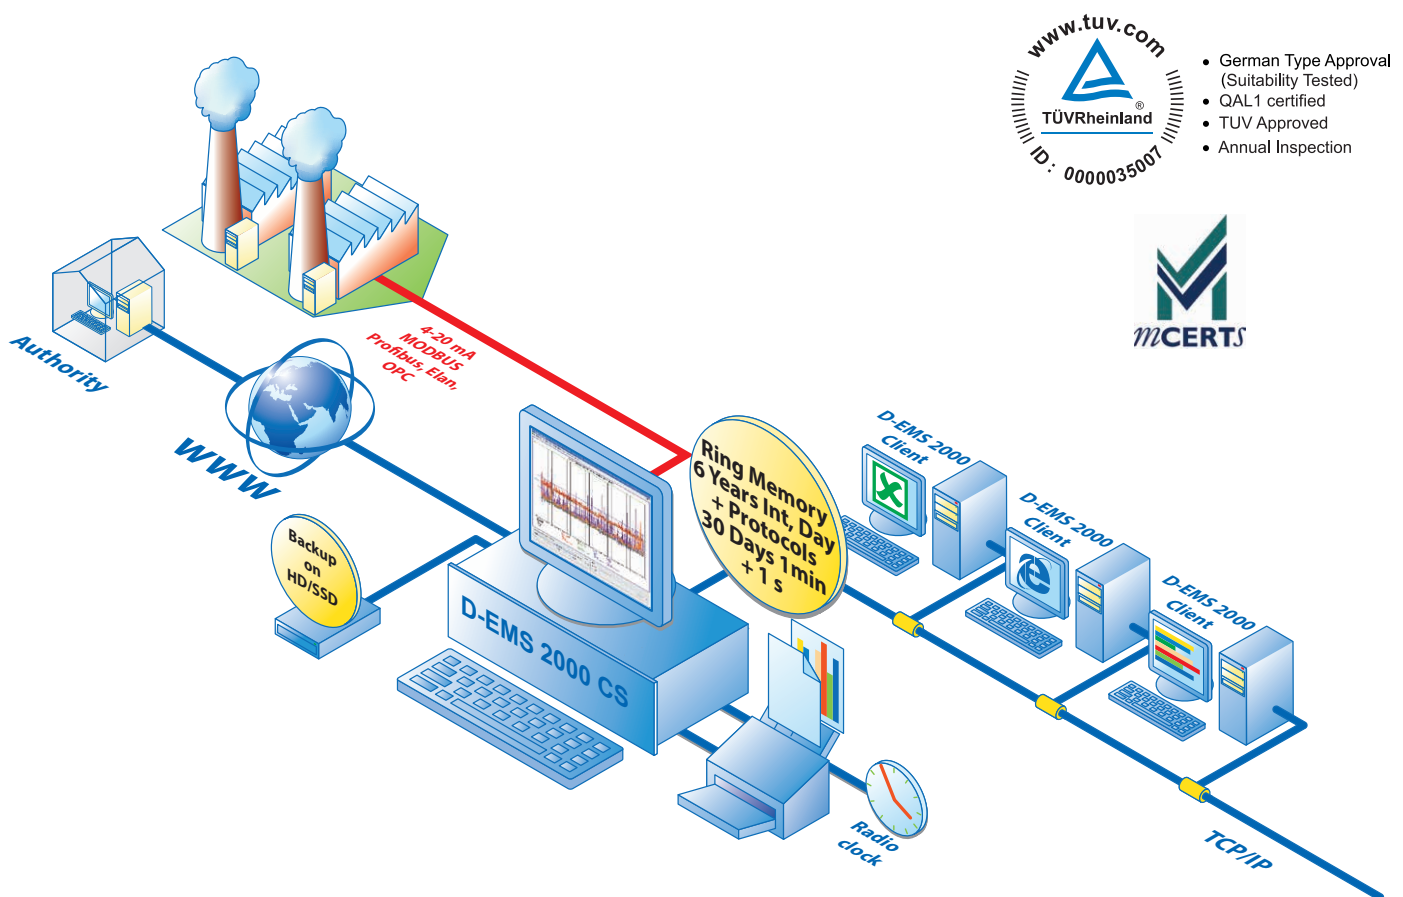 www.tuv.com
TÜVRheinland
®
ID: 0000035007
• German Type Approval
(Suitability Tested)
• QAL1 certified
• TUV Approved
• Annual Inspection
mCERTs
Authority
WWW
4-20 mA
MODBUS
Profibus, Elan,
OPC
Backup
on
HD/SSD
D-EMS 2000 CS
Ring Memory
6 Years Int, Day
+ Protocols
30 Days 1min
+ 1 s
D-EMS 2000
Client
D-EMS 2000
Client
D-EMS 2000
Client
Radio
clock
TCP/IP